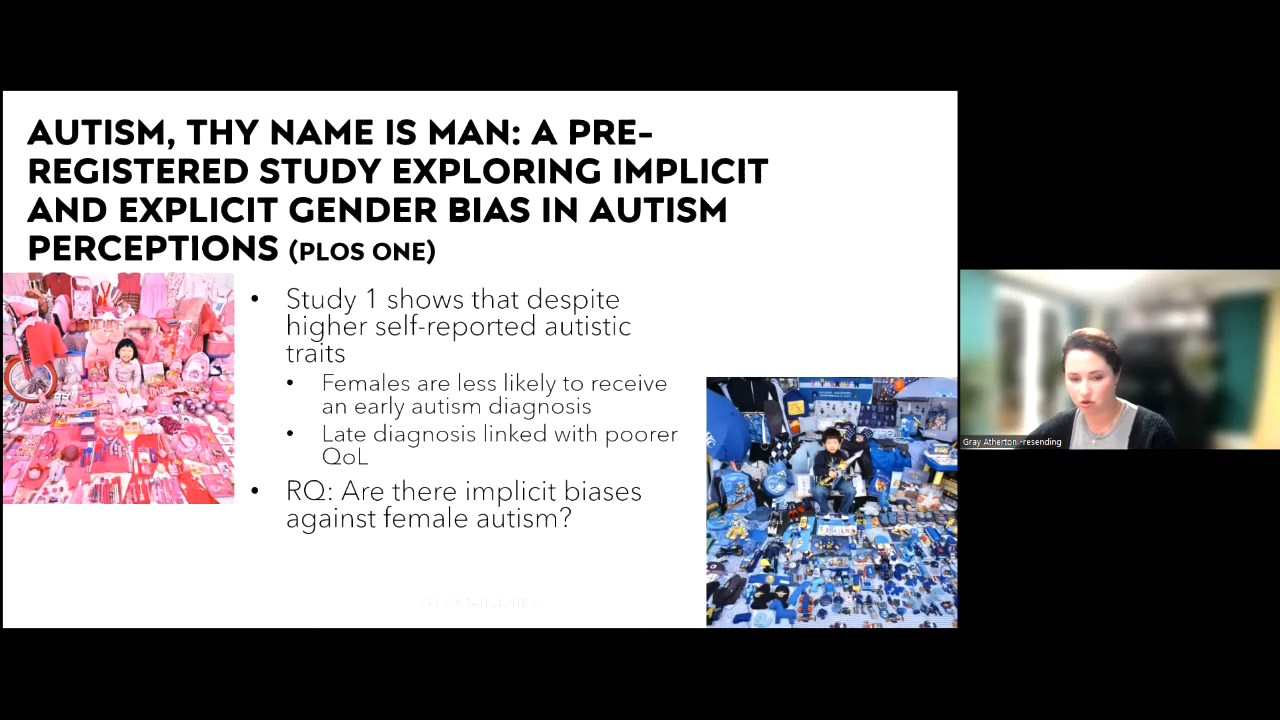 AUTISM, THY NAME IS MAN: A PRE-
REGISTERED STUDY EXPLORING IMPLICIT
AND EXPLICIT GENDER BIAS IN AUTISM
PERCEPTIONS (PLOS ONE)
• Study 1 shows that despite
higher self-reported autistic
traits
• Females are less likely to receive
an early autism diagnosis
• Late diagnosis linked with poorer
QoL
• RQ: Are there implicit biases
against female autism?
PRESENTATION TITLE
Gray Atherton -resending